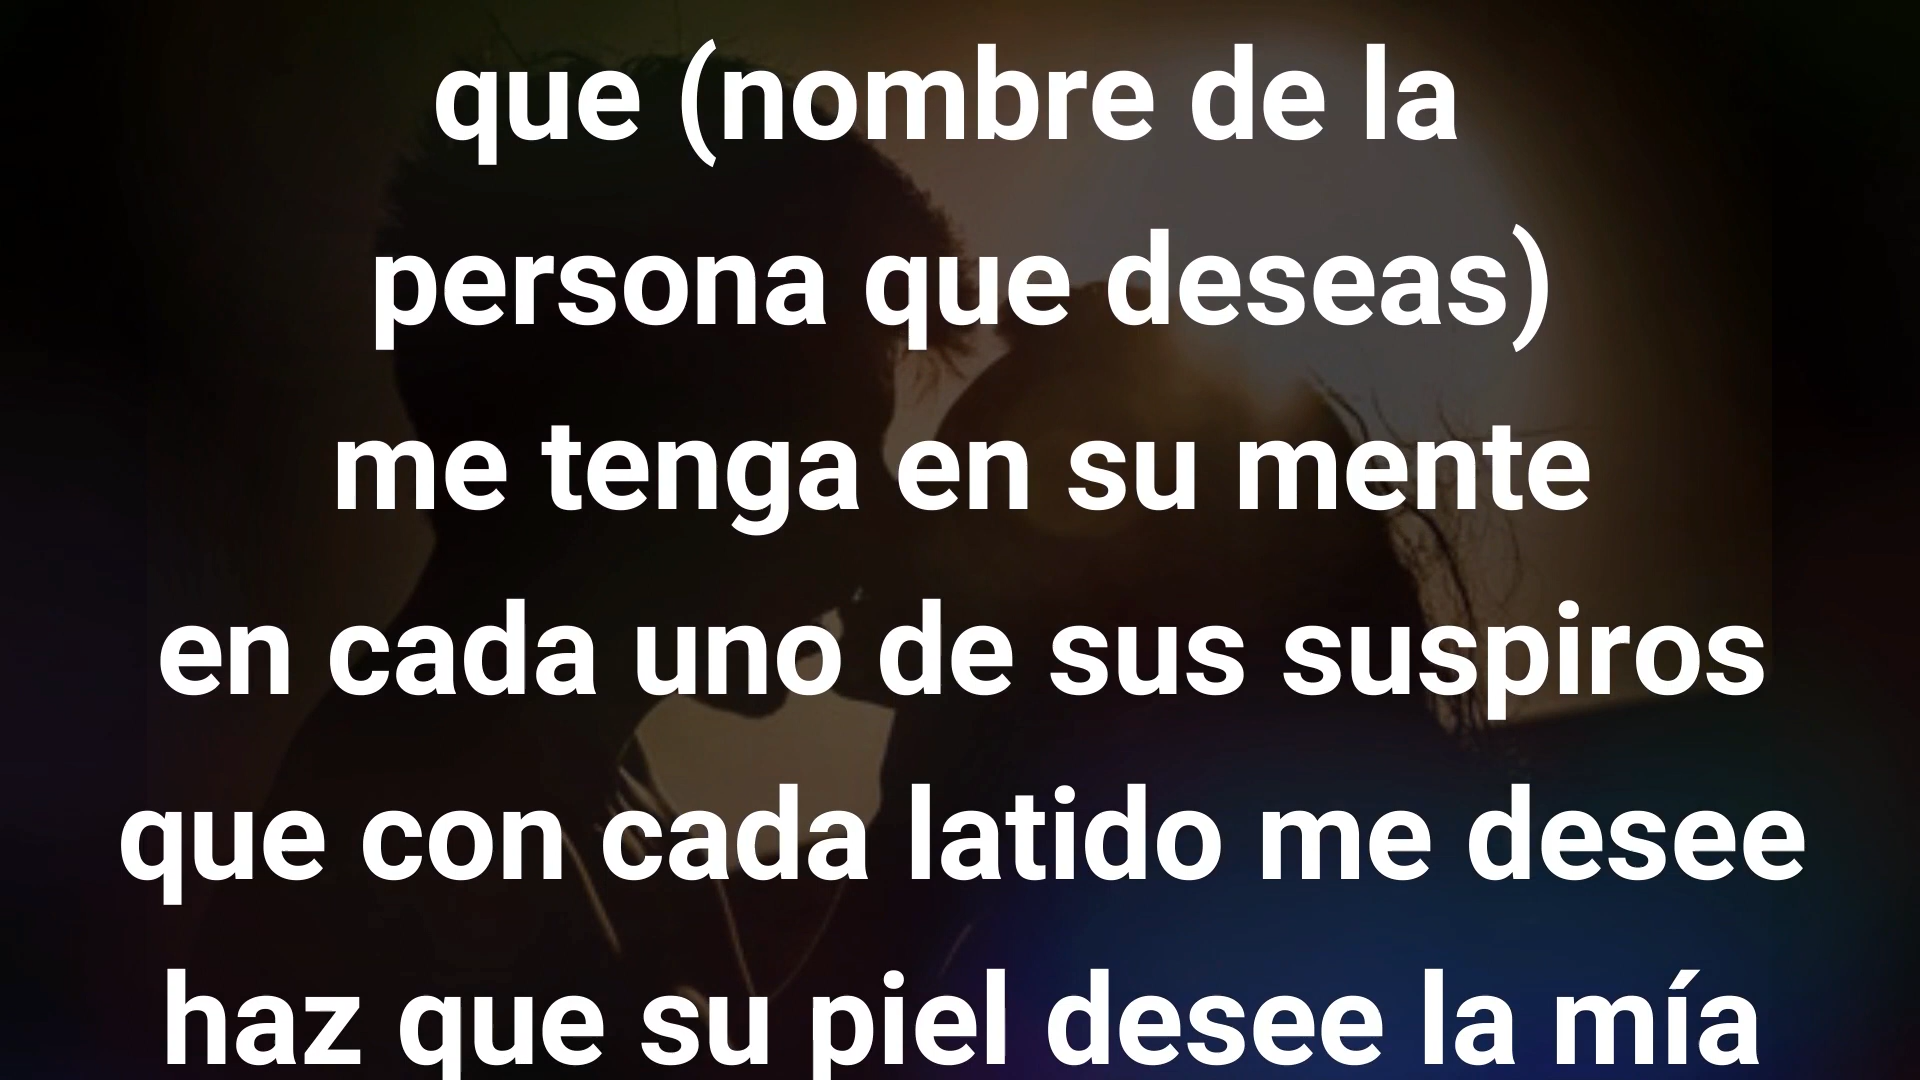 que (nombre de la
persona que deseas)
me tenga en su mente
en cada uno de sus suspiros
que con cada latido me desee
haz que su piel desee la mía